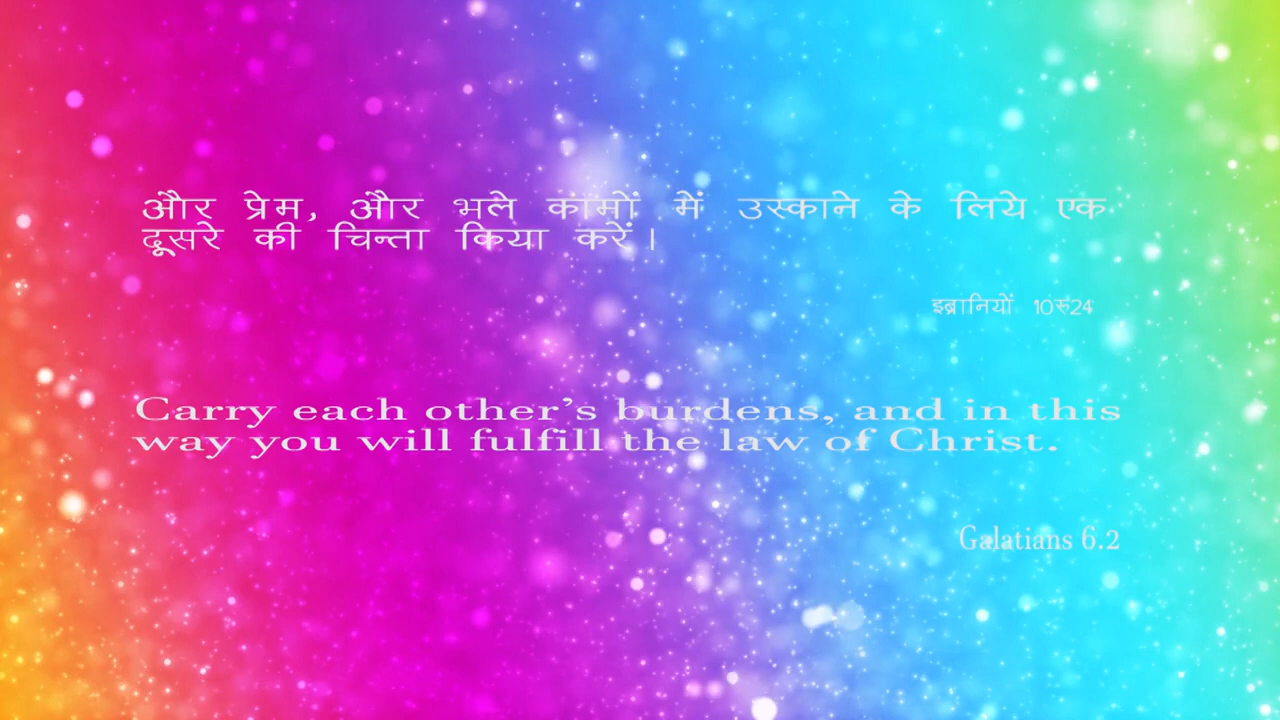 और प्रेम, और भले कांमों में उस्काने के लिये एक
दूसरे की चिन्ता किया करें।
इब्रानियों 10रु24
Carry each other’s burdens, and in this
way you will fulfill the law of Christ.
Galatians 6.2